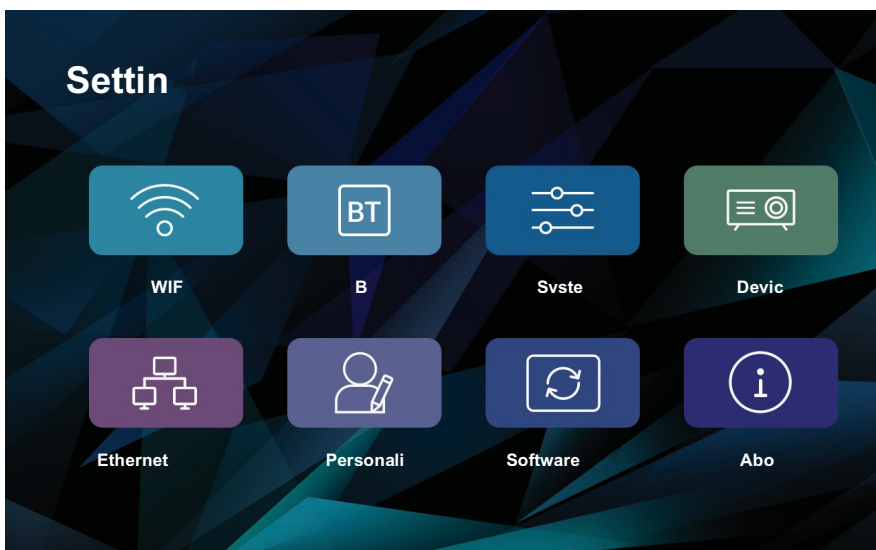 Settin
BT
WIF
B
Svste
Devic
Ethernet
Personali
Software
Abo